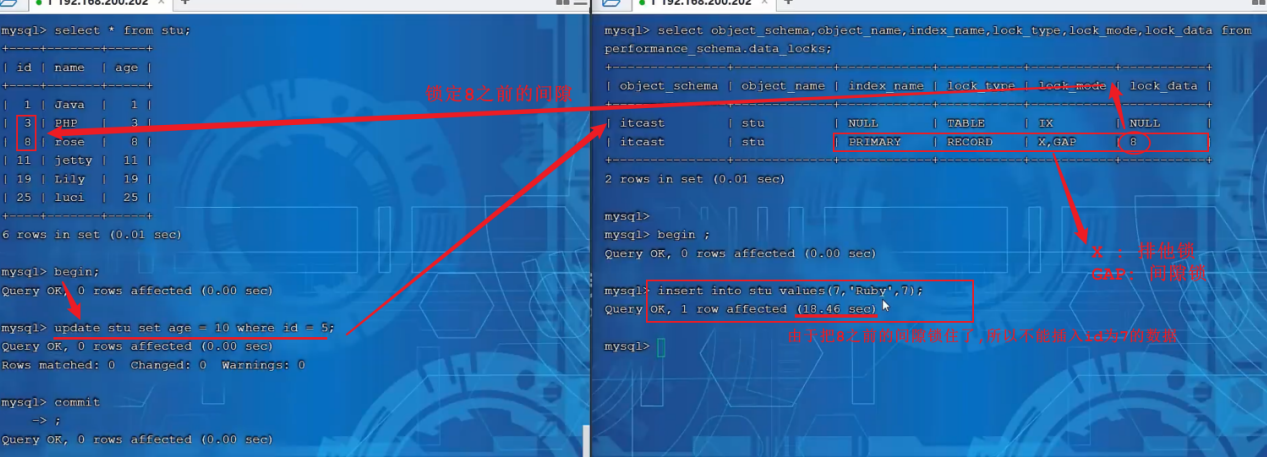 1 192.168.200.202 × +
mysql> select * from stu;
+----+-------+-----+
| id | name  | age |
+----+-------+-----+
|  1 | Java  |   1 |
|  3 | PHP   |   3 |
|  8 | rose  |   8 |
| 11 | jetty |  11 |
| 19 | Lily  |  19 |
| 25 | luci  |  25 |
+----+-------+-----+
6 rows in set (0.01 sec)
mysql> begin;
Query OK, 0 rows affected (0.00 sec)
mysql> update stu set age = 10 where id = 5;
Query OK, 0 rows affected (0.00 sec)
Rows matched: 0  Changed: 0  Warnings: 0
mysql> commit
    -> ;
Query OK, 0 rows affected (0.00 sec)
锁定8之前的间隙
1 192.168.200.202 × +
mysql> select object_schema,object_name,index_name,lock_type,lock_mode,lock_data from
performance_schema.data_locks;
+---------------+-------------+------------+-----------+-----------+-----------+
| object_schema | object_name | index_name | lock_type | lock_mode | lock_data |
+---------------+-------------+------------+-----------+-----------+-----------+
| itcast        | stu         | NULL       | TABLE     | IX        | NULL      |
| itcast        | stu         | PRIMARY    | RECORD    | X,GAP     | 8         |
+---------------+-------------+------------+-----------+-----------+-----------+
2 rows in set (0.01 sec)
mysql>
mysql> begin ;
Query OK, 0 rows affected (0.00 sec)
X : 排他锁
GAP: 间隙锁
mysql> insert into stu values(7,'Ruby',7);
Query OK, 1 row affected (18.46 sec)
由于把8之前的间隙锁住了,所以不能插入id为7的数据
mysql>